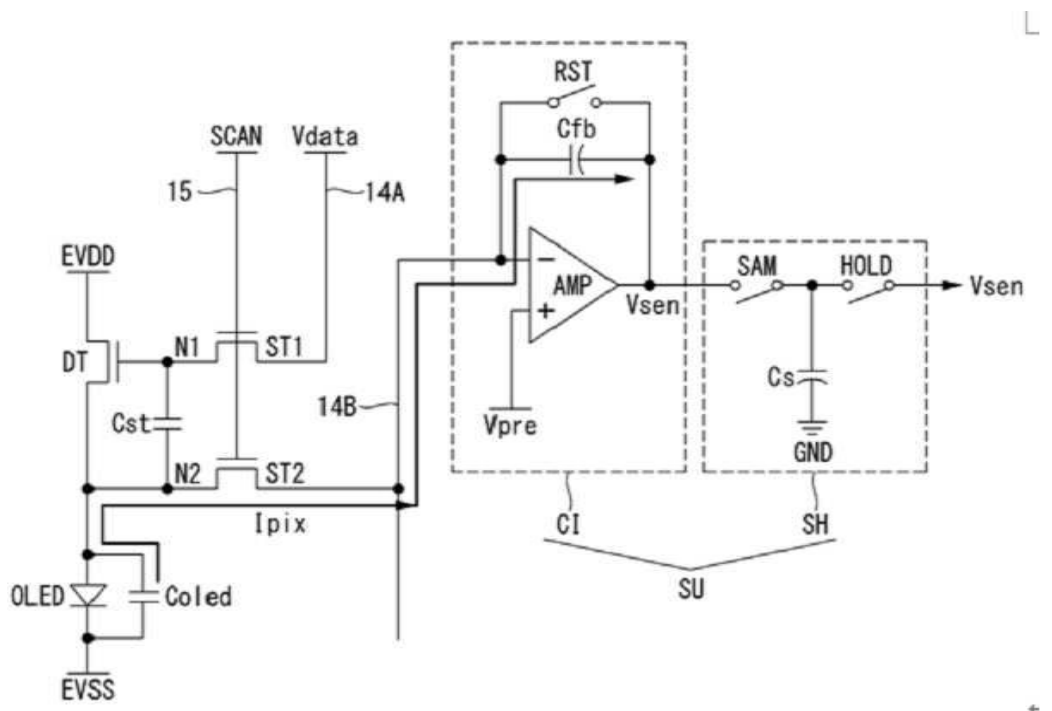 RST
Cfb
SCAN
Vdata
15
14A
EVDD
AMP
Vsen
SAM
HOLD
Vsen
DT
N1
ST1
Cst
14B
Vpre
Cs
GND
N2
ST2
Ipix
CI
SH
OLED
Coled
SU
EVSS